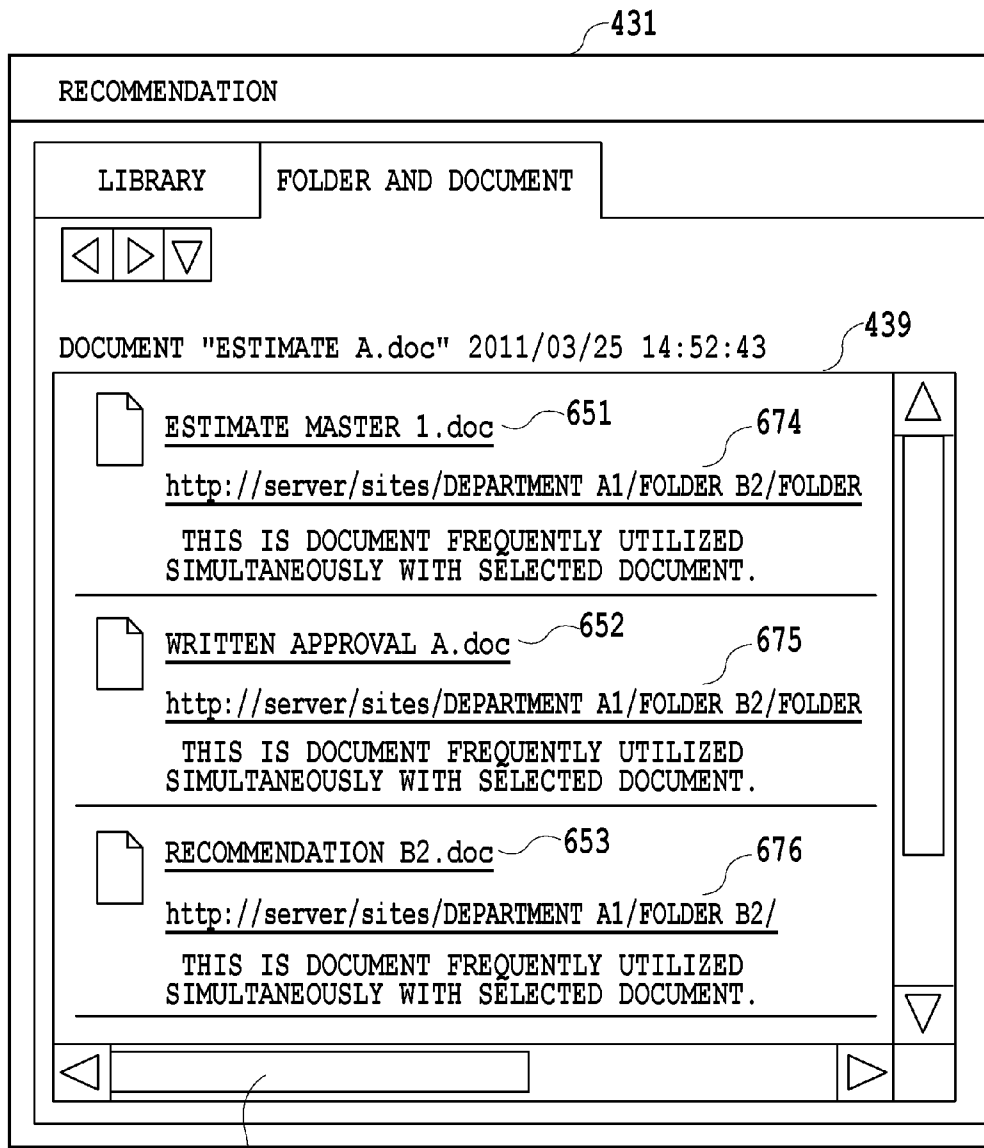 431
RECOMMENDATION
LIBRARY FOLDER AND DOCUMENT
439
DOCUMENT "ESTIMATE A.doc" 2011/03/25 14:52:43
ESTIMATE MASTER 1.doc 651
674
http://server/sites/DEPARTMENT A1/FOLDER B2/FOLDER
THIS IS DOCUMENT FREQUENTLY UTILIZED
SIMULTANEOUSLY WITH SELECTED DOCUMENT.
WRITTEN APPROVAL A.doc 652
675
http://server/sites/DEPARTMENT A1/FOLDER B2/FOLDER
THIS IS DOCUMENT FREQUENTLY UTILIZED
SIMULTANEOUSLY WITH SELECTED DOCUMENT.
RECOMMENDATION B2.doc 653
676
http://server/sites/DEPARTMENT A1/FOLDER B2/
THIS IS DOCUMENT FREQUENTLY UTILIZED
SIMULTANEOUSLY WITH SELECTED DOCUMENT.